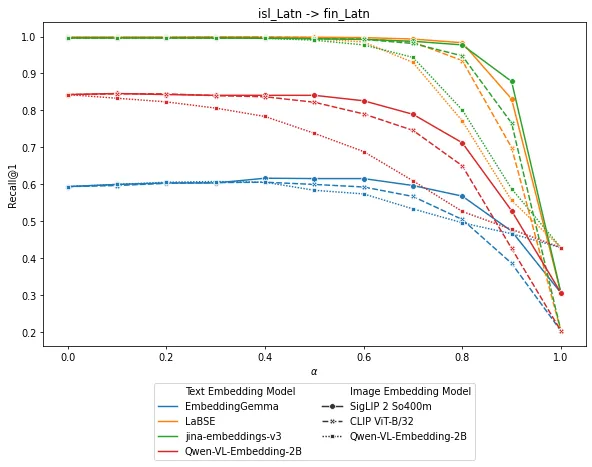 isl_Latn -> fin_Latn
Recall@1
1.0
0.9
0.8
0.7
0.6
0.5
0.4
0.3
0.2
0.0 0.2 0.4 0.6 0.8 1.0
α
Text Embedding Model Image Embedding Model
EmbeddingGemma SigLIP 2 So400m
LaBSE CLIP ViT-B/32
jina-embeddings-v3 Qwen-VL-Embedding-2B
Qwen-VL-Embedding-2B